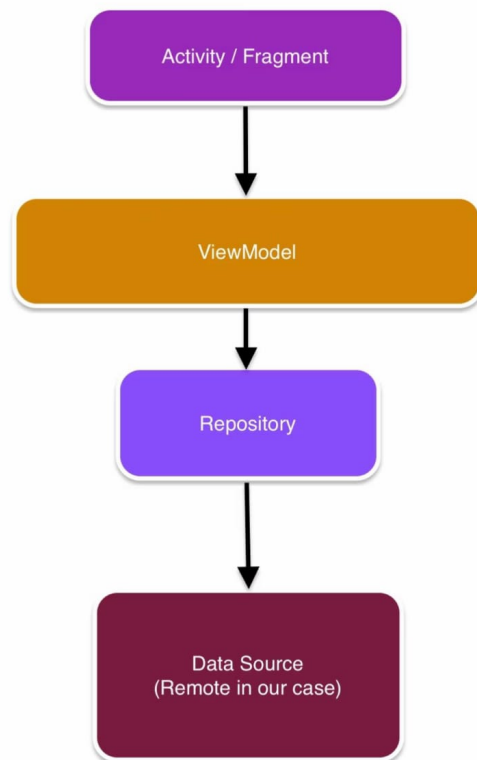 Activity / Fragment
ViewModel
Repository
Data Source
(Remote in our case)